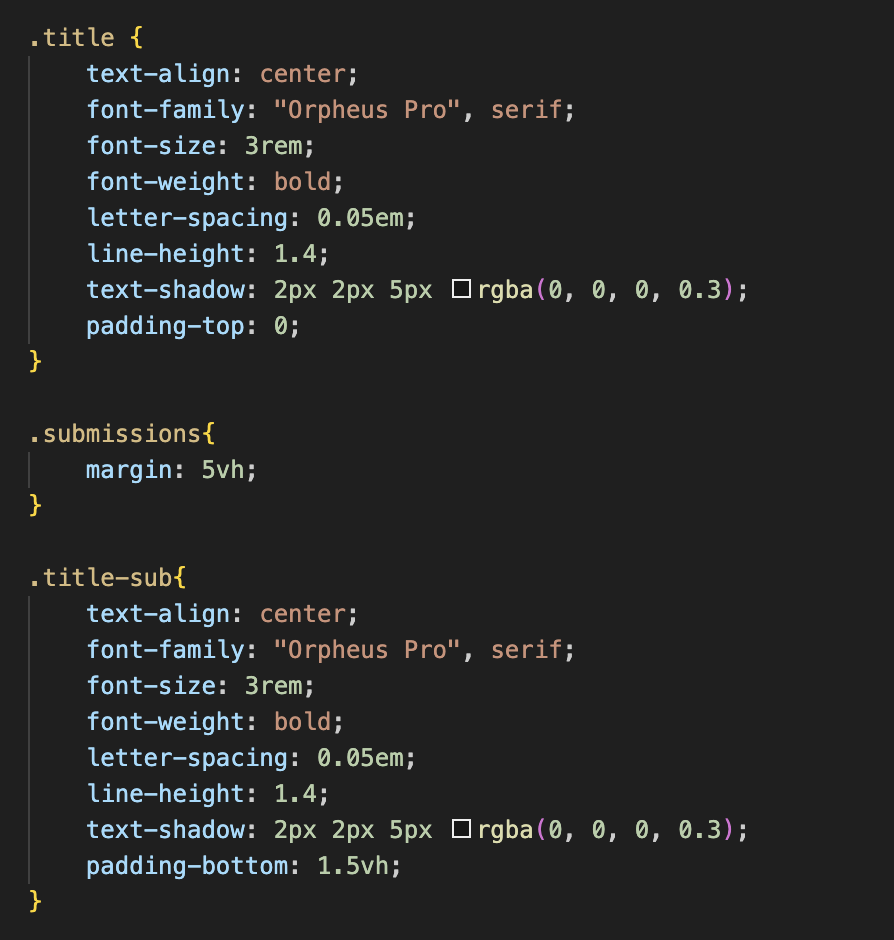 .title {
    text-align: center;
    font-family: "Orpheus Pro", serif;
    font-size: 3rem;
    font-weight: bold;
    letter-spacing: 0.05em;
    line-height: 1.4;
    text-shadow: 2px 2px 5px rgba(0, 0, 0, 0.3);
    padding-top: 0;
}

.submissions{
    margin: 5vh;
}

.title-sub{
    text-align: center;
    font-family: "Orpheus Pro", serif;
    font-size: 3rem;
    font-weight: bold;
    letter-spacing: 0.05em;
    line-height: 1.4;
    text-shadow: 2px 2px 5px rgba(0, 0, 0, 0.3);
    padding-bottom: 1.5vh;
}